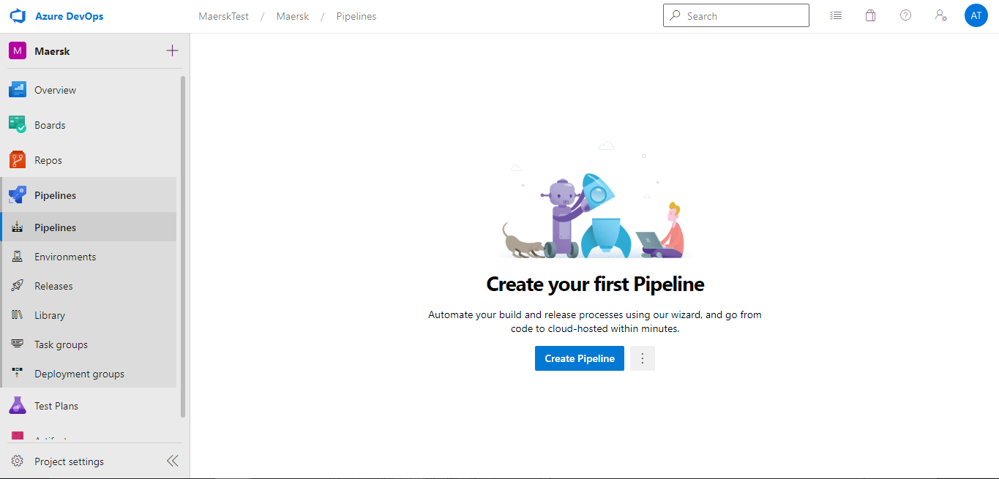 Azure DevOps
MaerskTest / Maersk / Pipelines
Search
AT
M Maersk
Overview
Boards
Repos
Pipelines
Pipelines
Environments
Releases
Library
Task groups
Deployment groups
Test Plans
Project settings
Create your first Pipeline
Automate your build and release processes using our wizard, and go from
code to cloud-hosted within minutes.
Create Pipeline